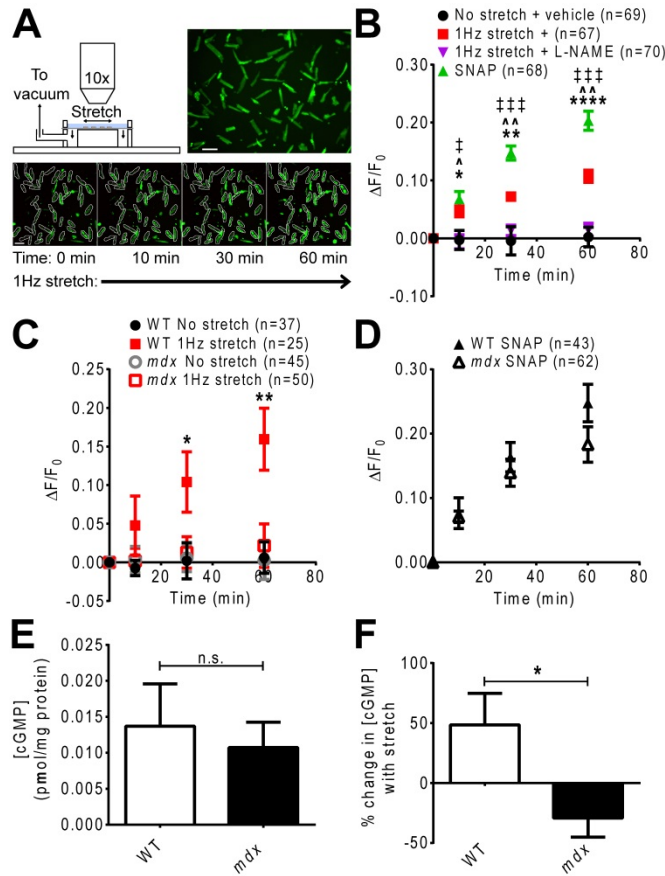 A
To vacuum
10x
Stretch
Time: 0 min 10 min 30 min 60 min
1Hz stretch:
B
No stretch + vehicle (n=69)
1Hz stretch + (n=67)
1Hz stretch + L-NAME (n=70)
SNAP (n=68)
0.30
0.20
0.10
0.00
-0.10
ΔF/F0
‡ ‡‡‡ ‡‡‡
^ ^^ ^^
* ** ****
20 40 60 80
Time (min)
C
WT No stretch (n=37)
WT 1Hz stretch (n=25)
mdx No stretch (n=45)
mdx 1Hz stretch (n=50)
0.25
0.20
0.15
0.10
0.05
0.00
-0.05
ΔF/F0
* **
20 40 60 80
Time (min)
D
WT SNAP (n=43)
mdx SNAP (n=62)
0.30
0.20
0.10
0.00
ΔF/F0
20 40 60 80
Time (min)
E
0.025
0.020
0.015
0.010
0.005
0.000
[cGMP]
(pmol/mg protein)
n.s.
WT mdx
F
100
50
0
-50
% change in [cGMP]
with stretch
*
WT mdx